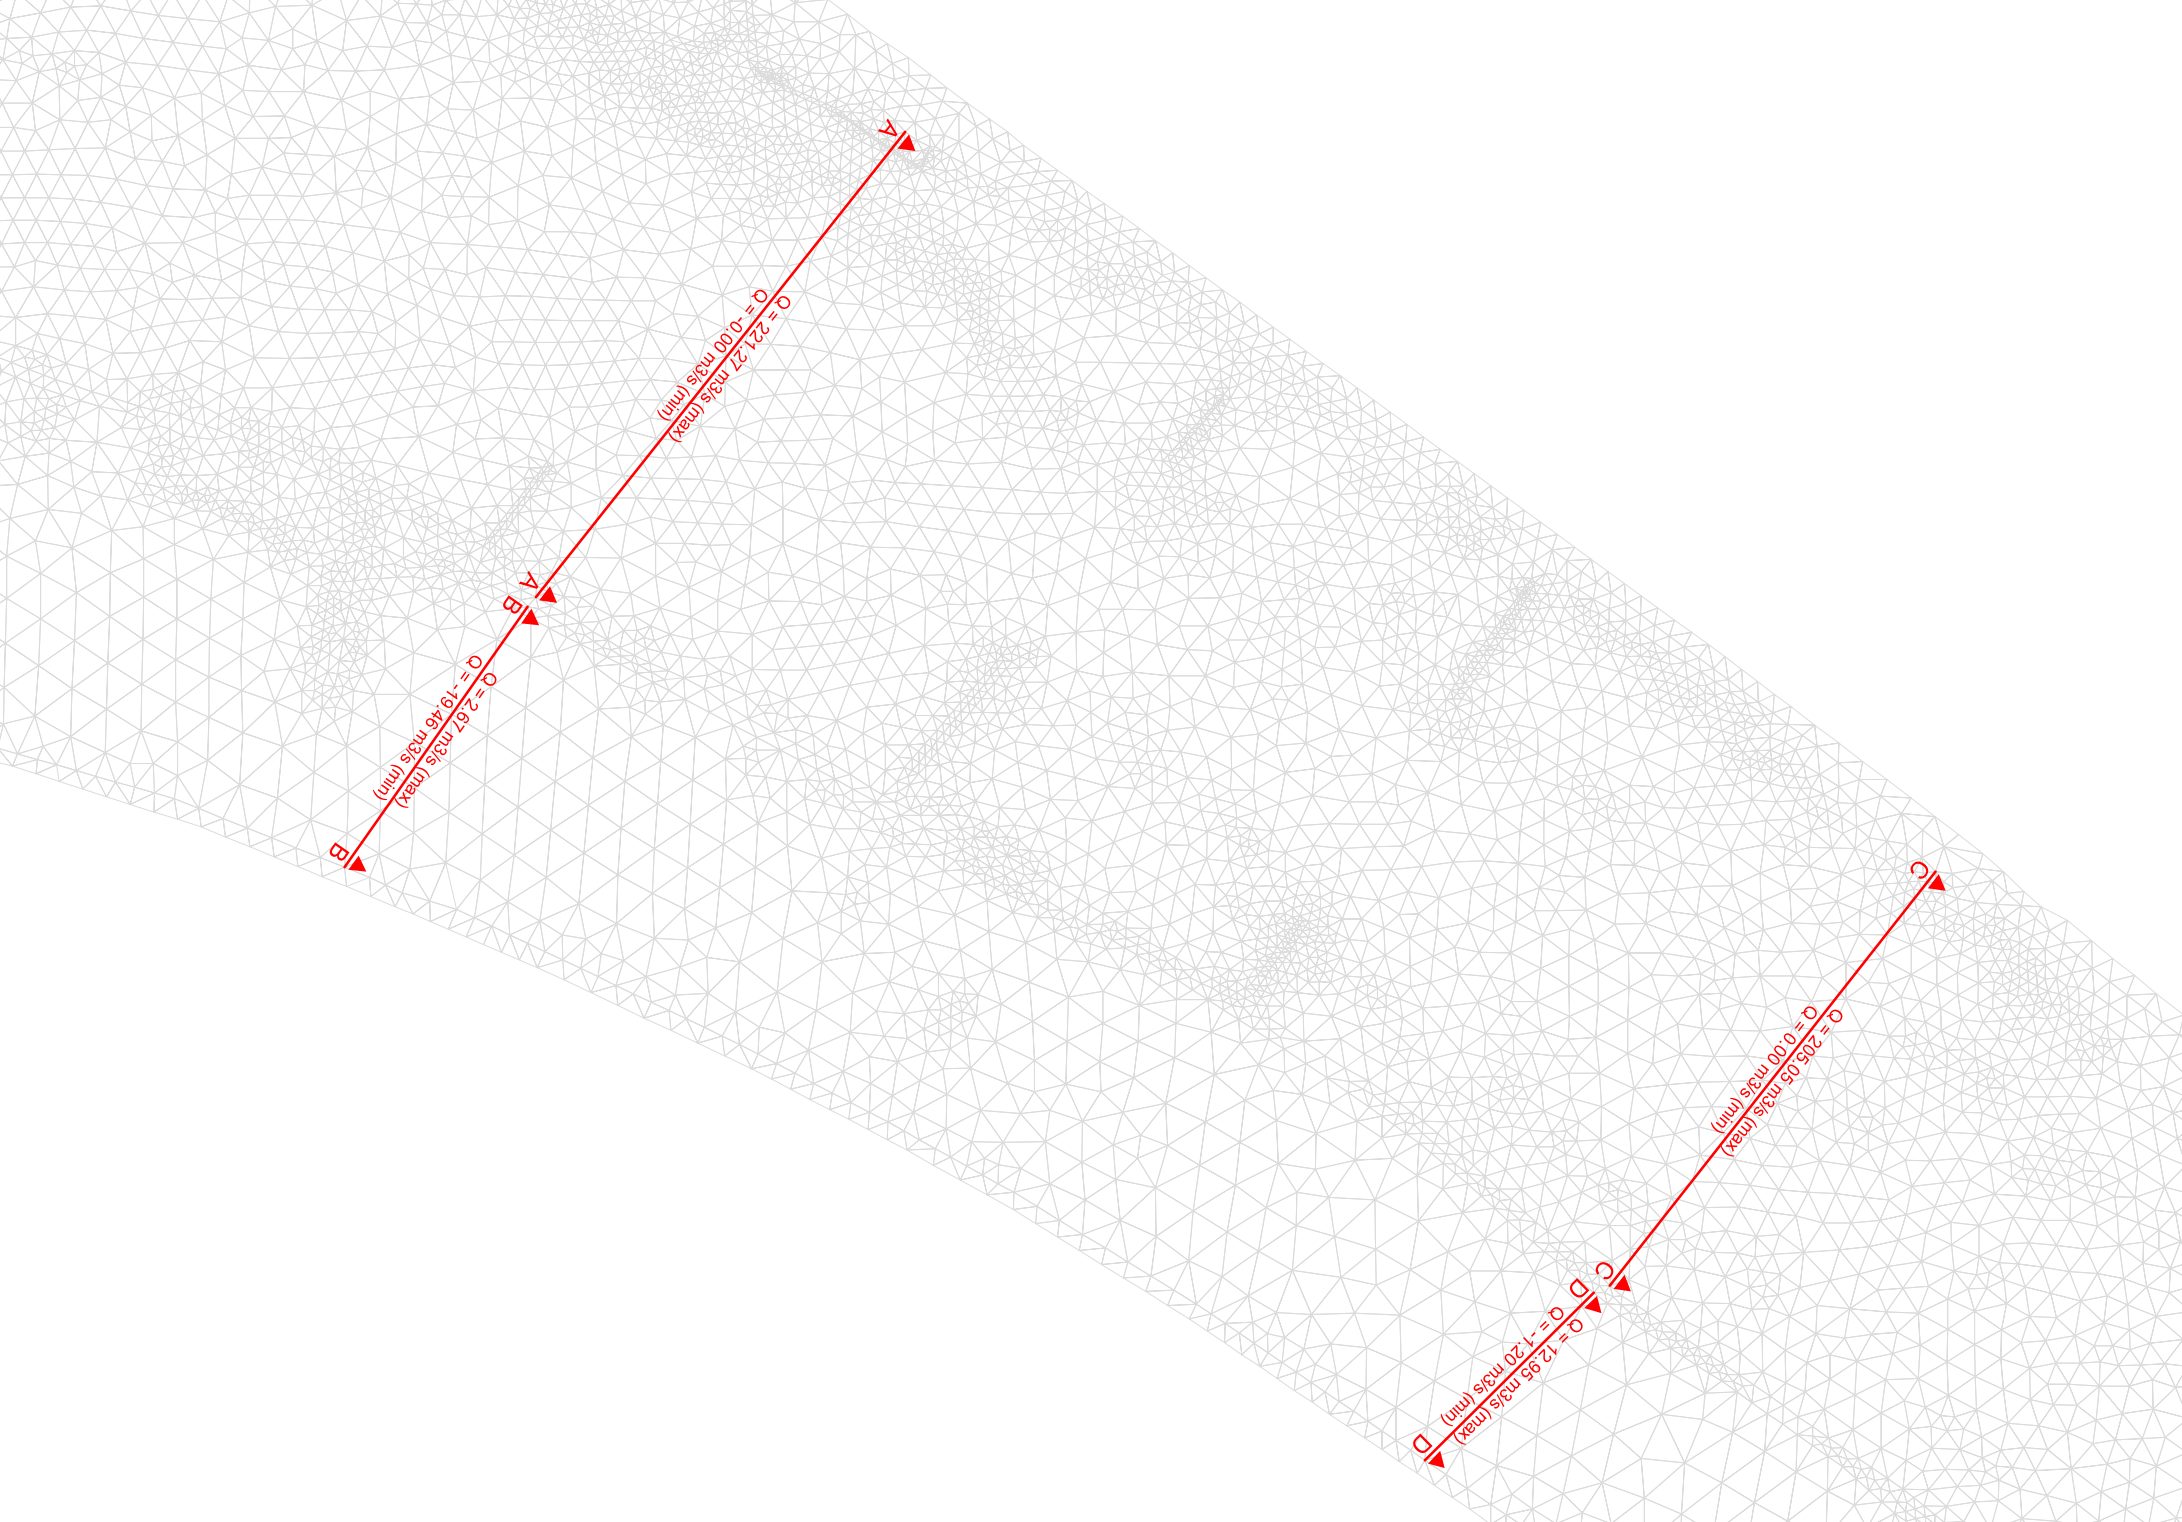 A
Q = -0.00 m3/s (min)
Q = 221.27 m3/s (max)
A
B
Q = -19.46 m3/s (min)
Q = 2.67 m3/s (max)
B
C
Q = 0.00 m3/s (min)
Q = 205.05 m3/s (max)
C
D
Q = -1.20 m3/s (min)
Q = 12.95 m3/s (max)
D